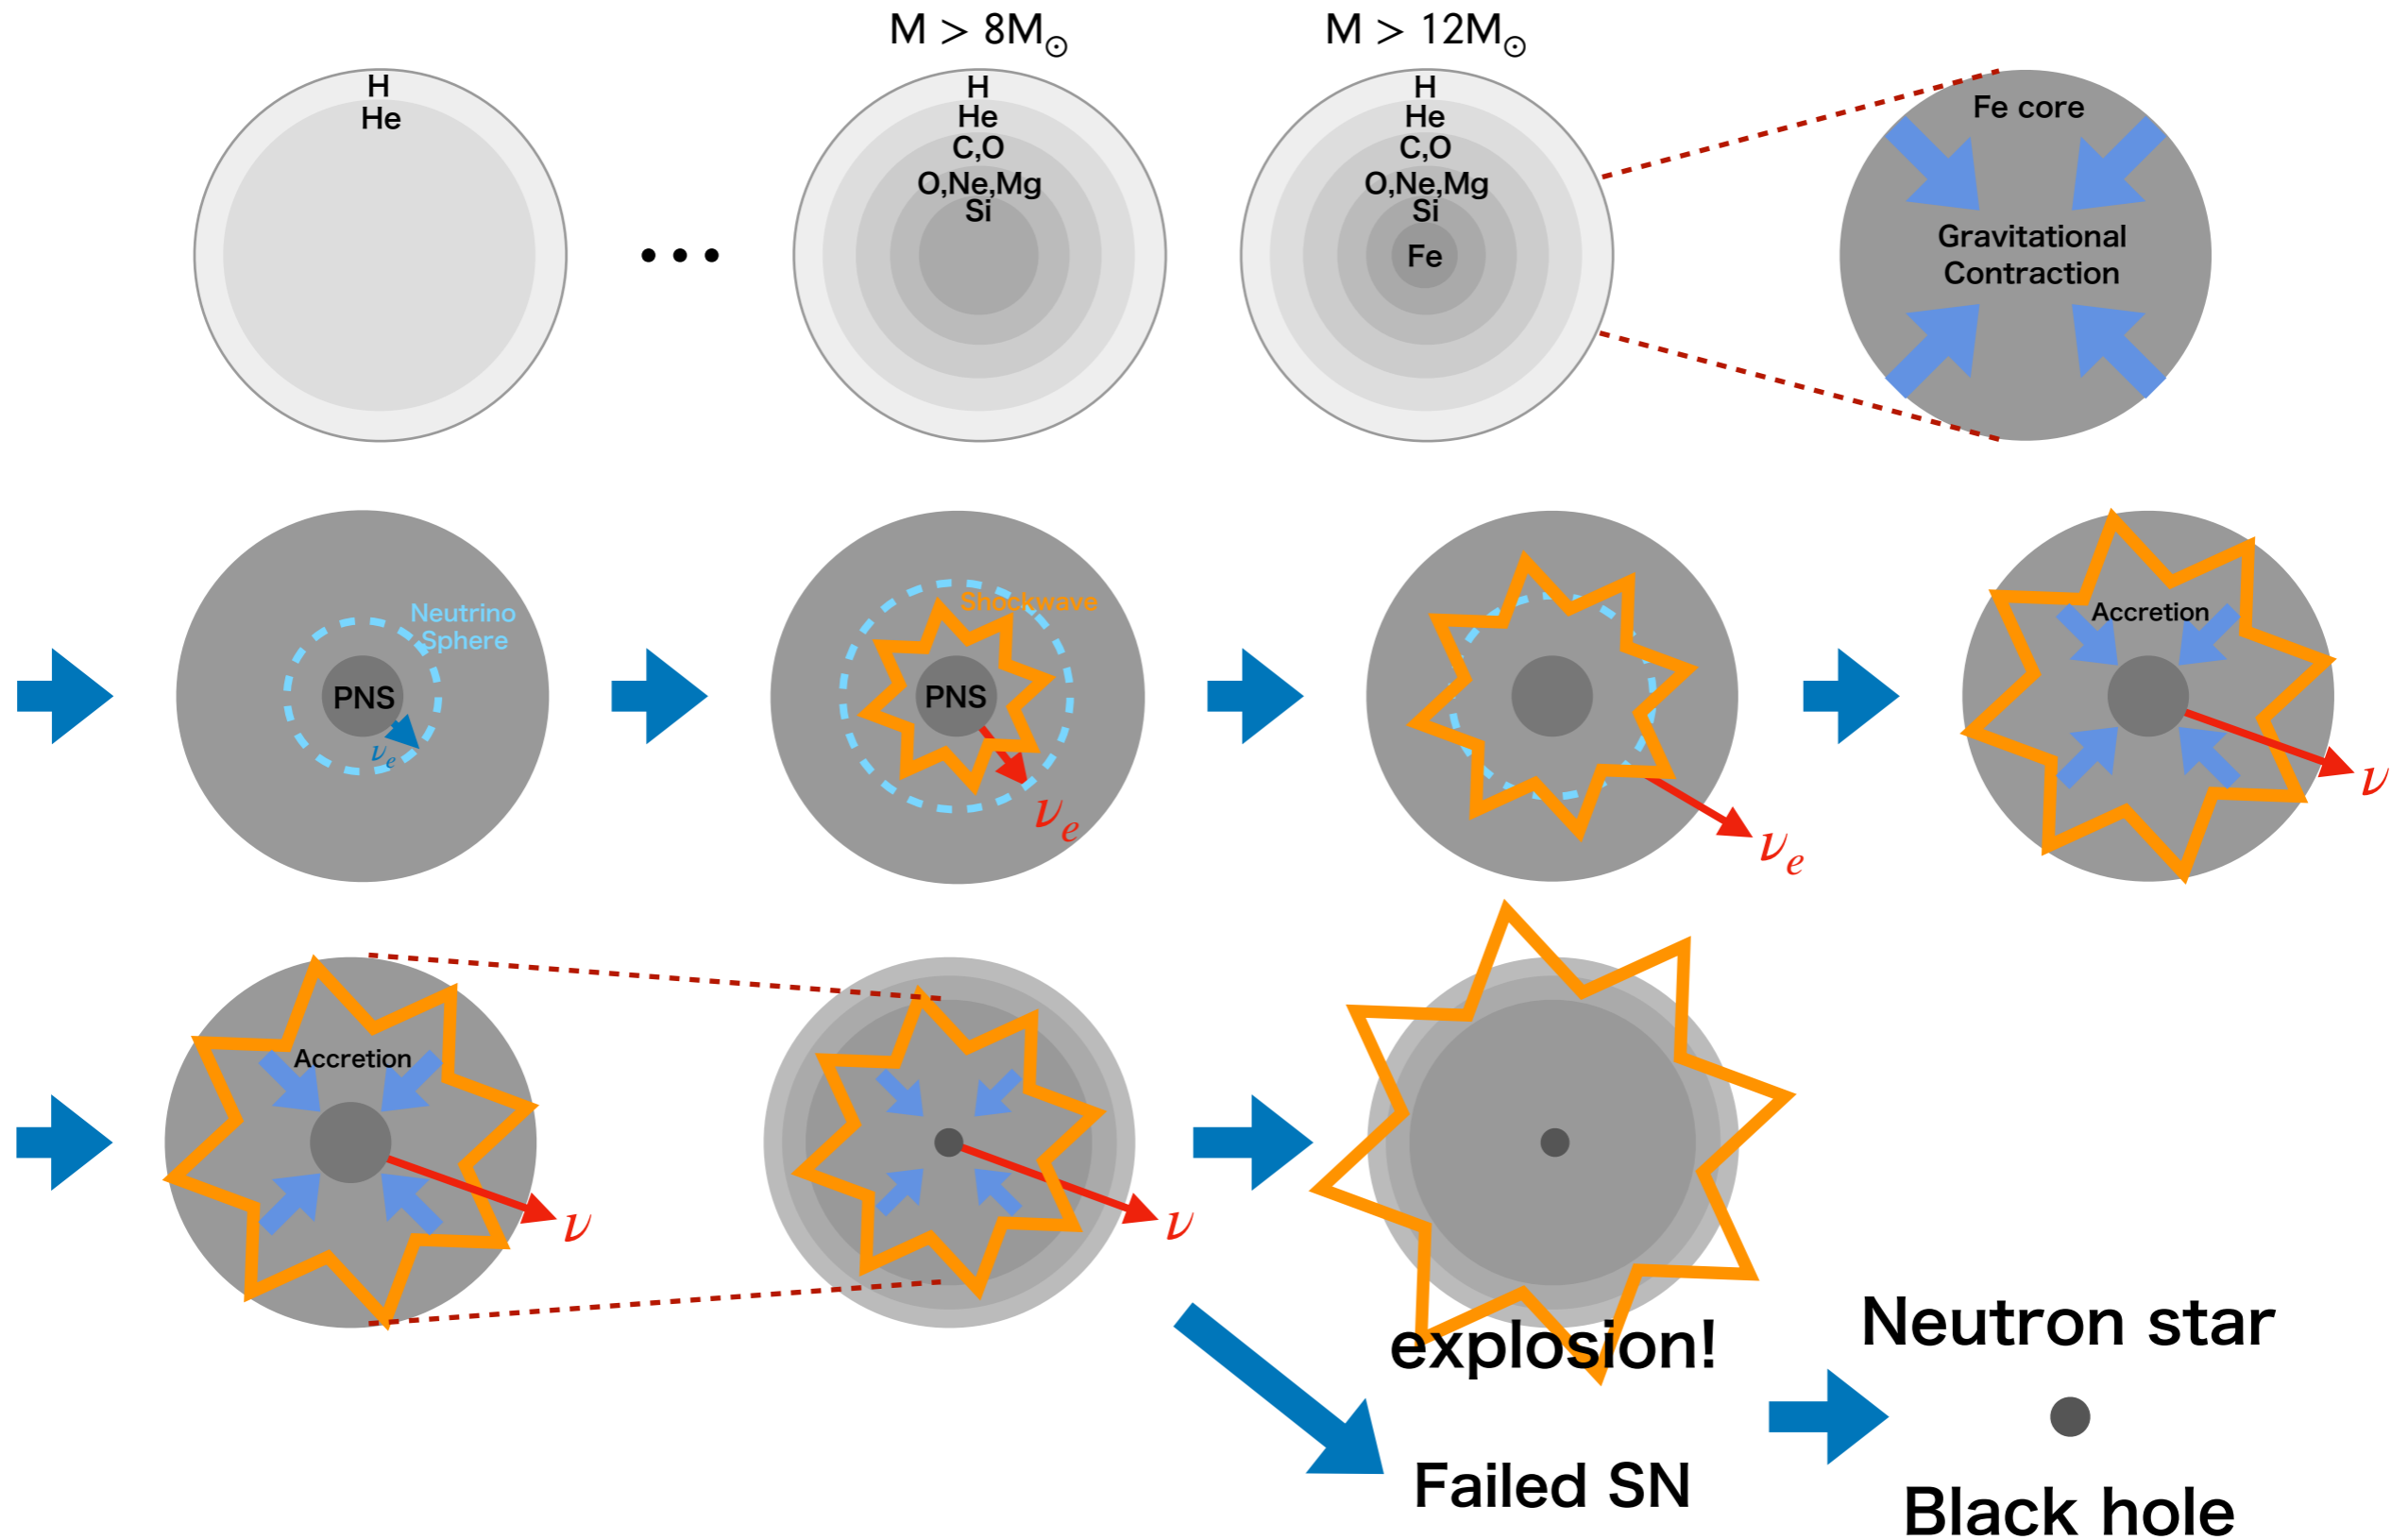 M > 8M☉
M > 12M☉
H
He
H
He
C,O
O,Ne,Mg
Si
H
He
C,O
O,Ne,Mg
Si
Fe
Fe core
Gravitational
Contraction
Neutrino
Sphere
PNS
νₑ
Shockwave
PNS
νₑ
νₑ
Accretion
ν
Accretion
ν
ν
explosion!
Failed SN
Neutron star
Black hole